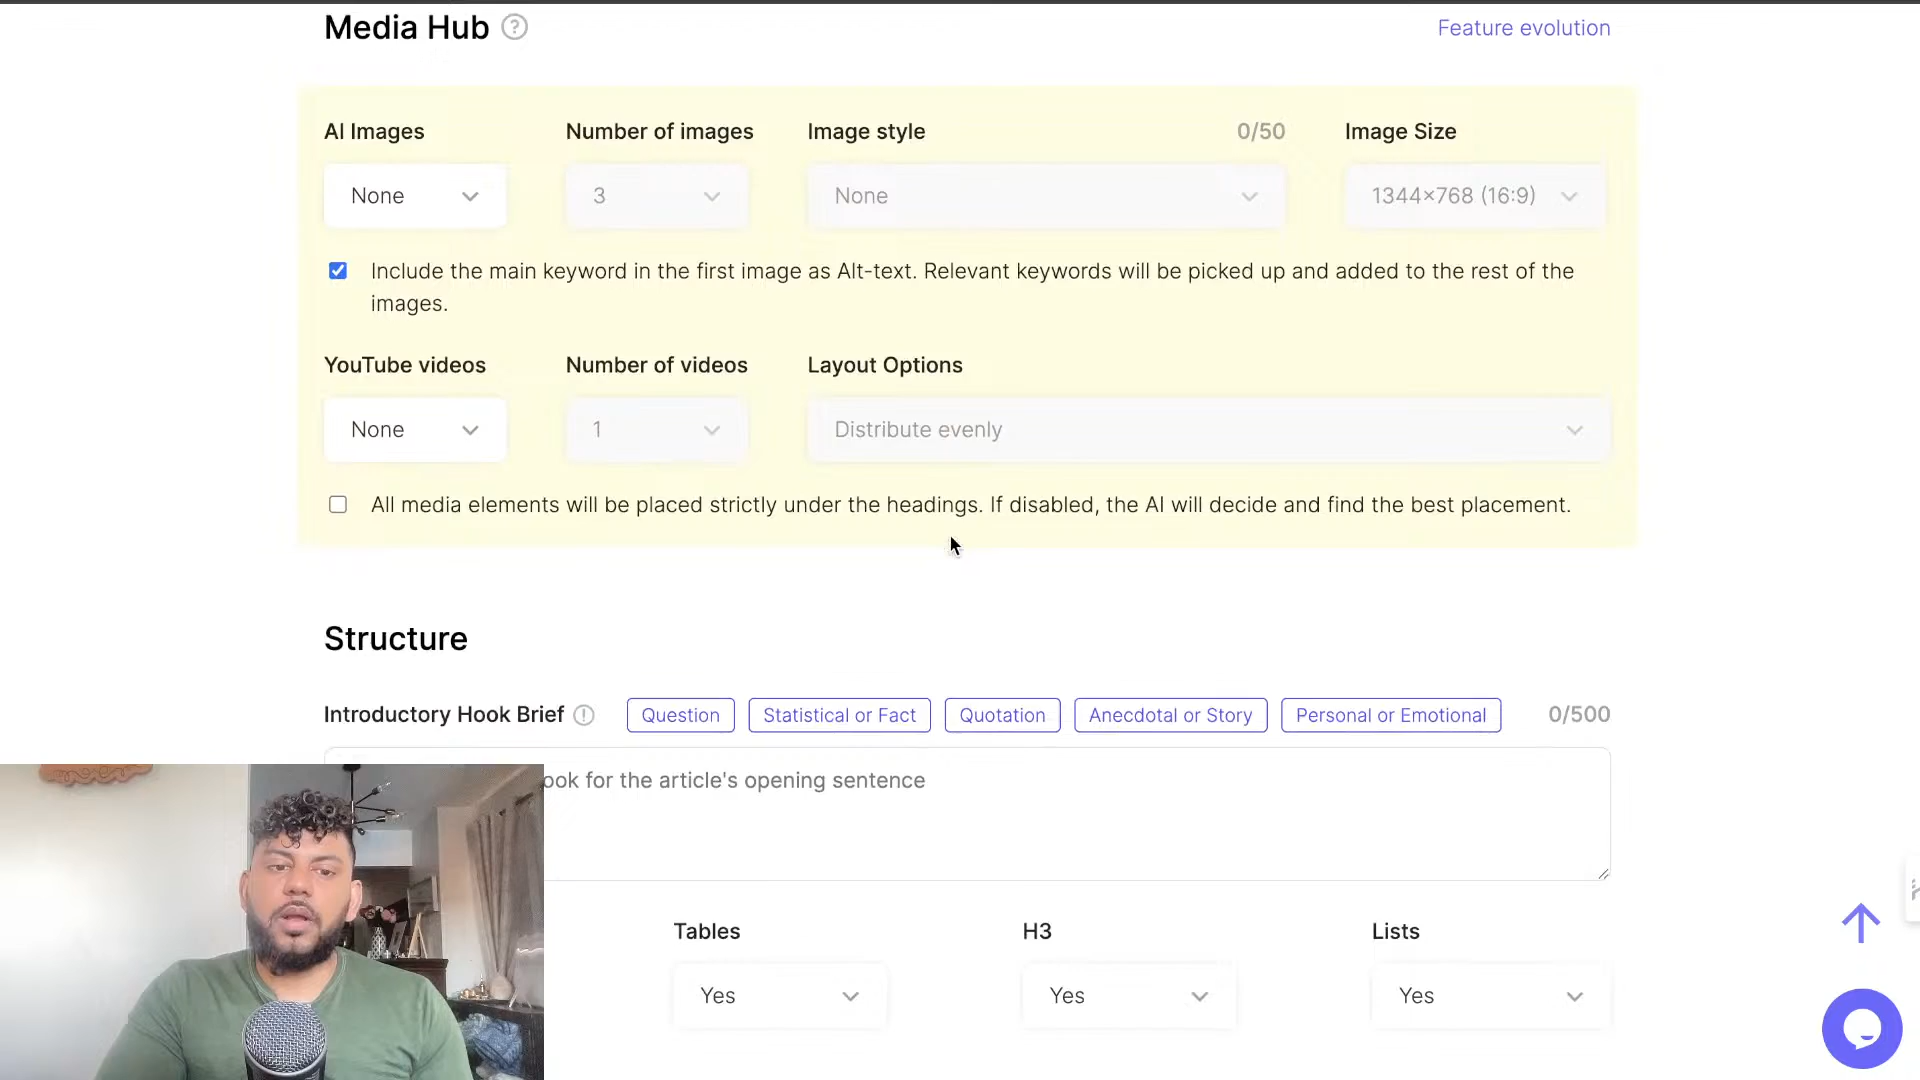 Media Hub ?
Feature evolution
AI Images
Number of images
Image style
0/50
Image Size
None
3
None
1344×768 (16:9)
Include the main keyword in the first image as Alt-text. Relevant keywords will be picked up and added to the rest of the
images.
YouTube videos
Number of videos
Layout Options
None
1
Distribute evenly
All media elements will be placed strictly under the headings. If disabled, the AI will decide and find the best placement.
Structure
Introductory Hook Brief
Question
Statistical or Fact
Quotation
Anecdotal or Story
Personal or Emotional
0/500
for the article's opening sentence
Tables
H3
Lists
Yes
Yes
Yes